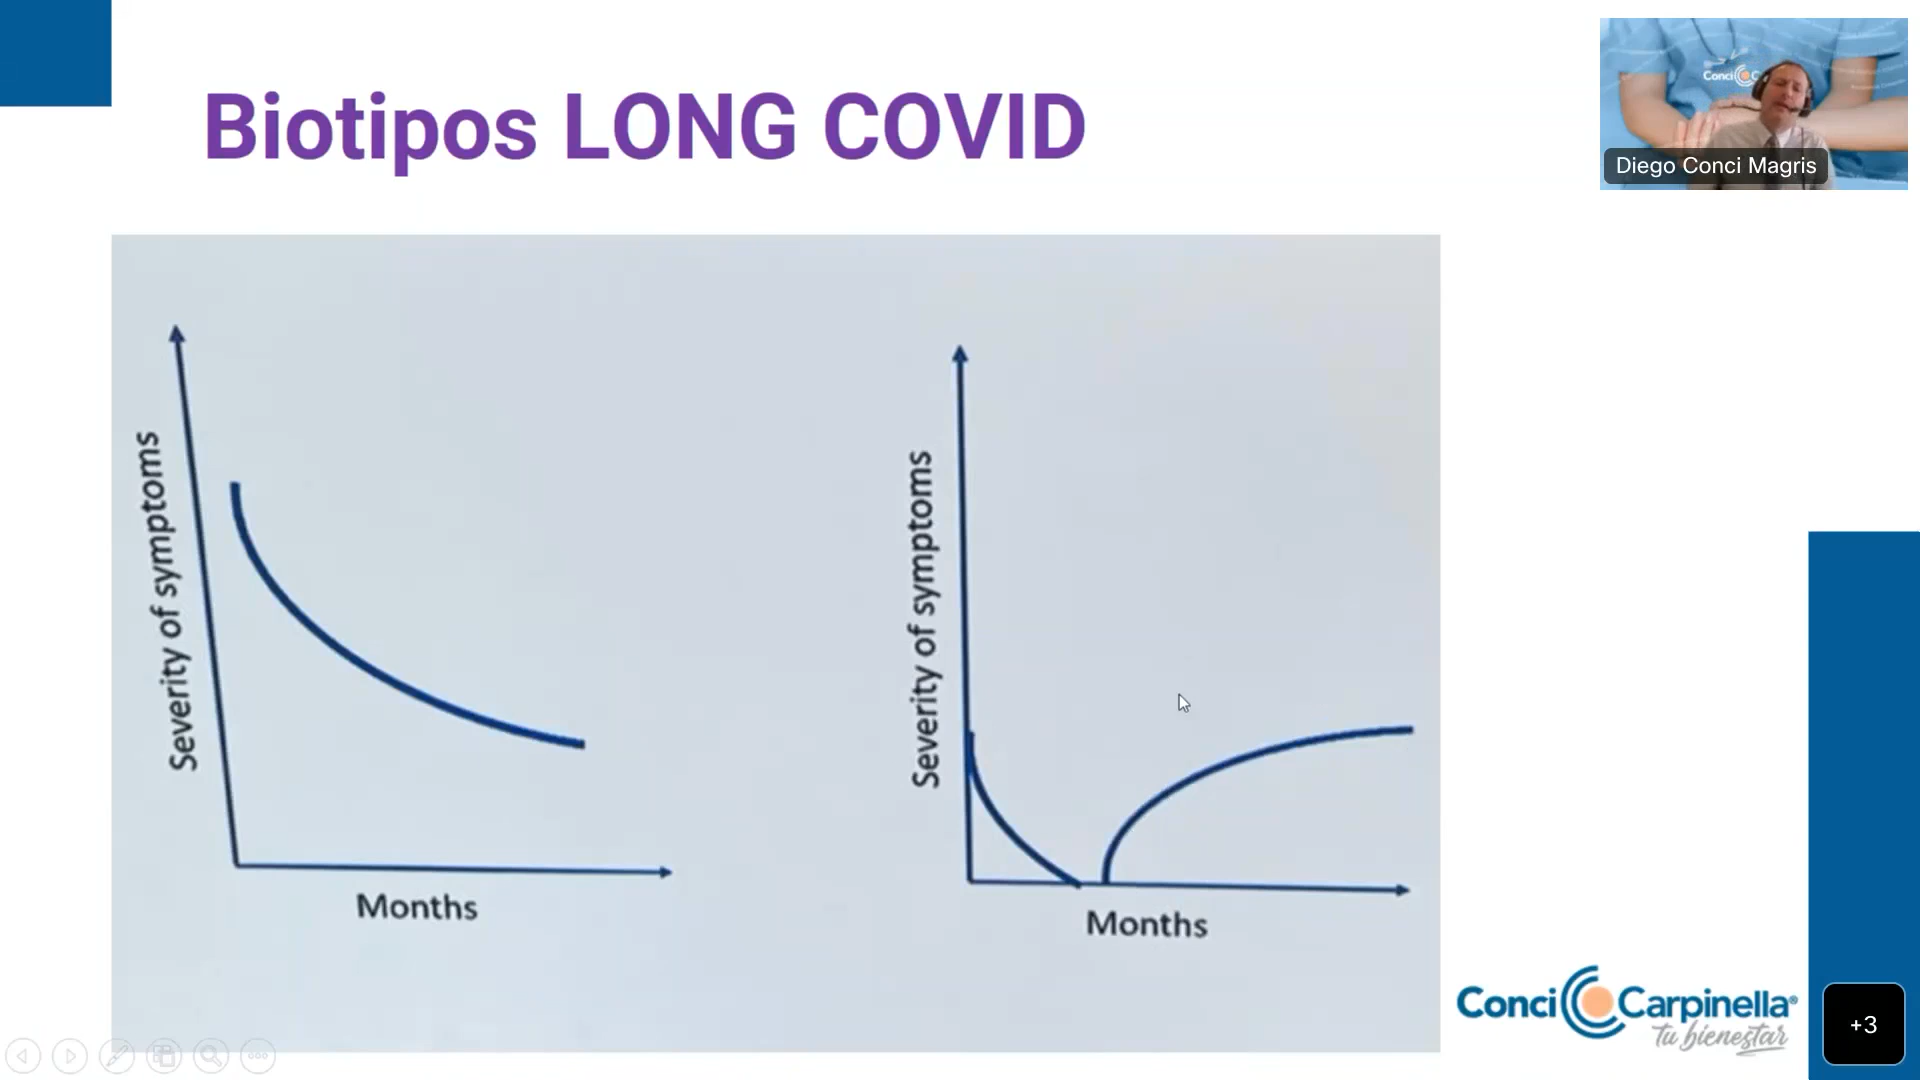 Biotipos LONG COVID
Conci
Diego Conci Magris
Severity of symptoms
Months
Severity of symptoms
Months
Conci Carpinella®
tu bienestar
+3